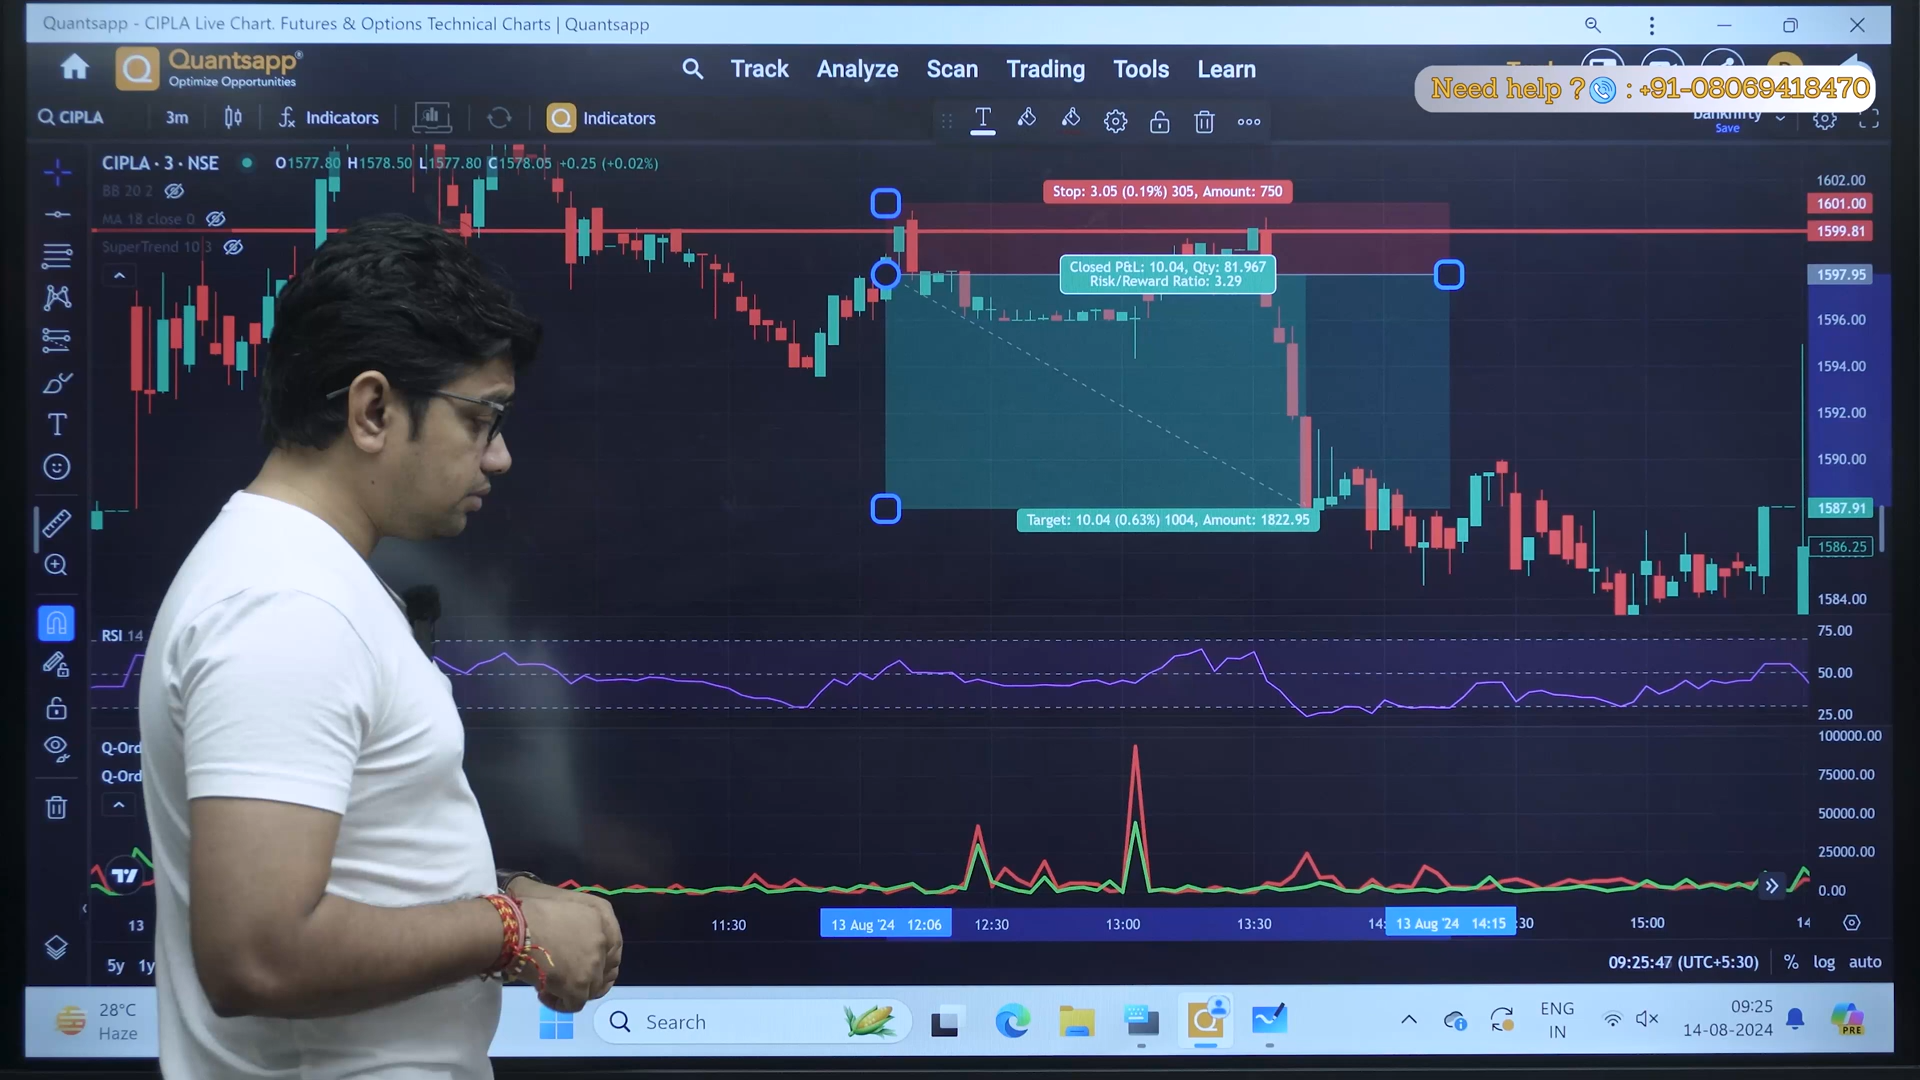 Quantsapp - CIPLA Live Chart. Futures & Options Technical Charts | Quantsapp
Quantsapp®
Optimize Opportunities
Track Analyze Scan Trading Tools Learn
Need help ? : +91-08069418470
CIPLA 3m Indicators Indicators
Save
CIPLA · 3 · NSE O1577.80 H1578.50 L1577.80 C1578.05 +0.25 (+0.02%)
BB 20 2
MA 18 close 0
SuperTrend 10 3
Stop: 3.05 (0.19%) 305, Amount: 750
Closed P&L: 10.04, Qty: 81.967
Risk/Reward Ratio: 3.29
Target: 10.04 (0.63%) 1004, Amount: 1822.95
1602.00
1601.00
1599.81
1597.95
1596.00
1594.00
1592.00
1590.00
1587.91
1586.25
1584.00
RSI 14
75.00
50.00
25.00
Q-Ord
Q-Ord
100000.00
75000.00
50000.00
25000.00
0.00
13 11:30 13 Aug '24 12:06 12:30 13:00 13:30 14: 13 Aug '24 14:15 :30 15:00 14
5y 1y 09:25:47 (UTC+5:30) % log auto
28°C
Haze
Search
ENG
IN
09:25
14-08-2024
PRE